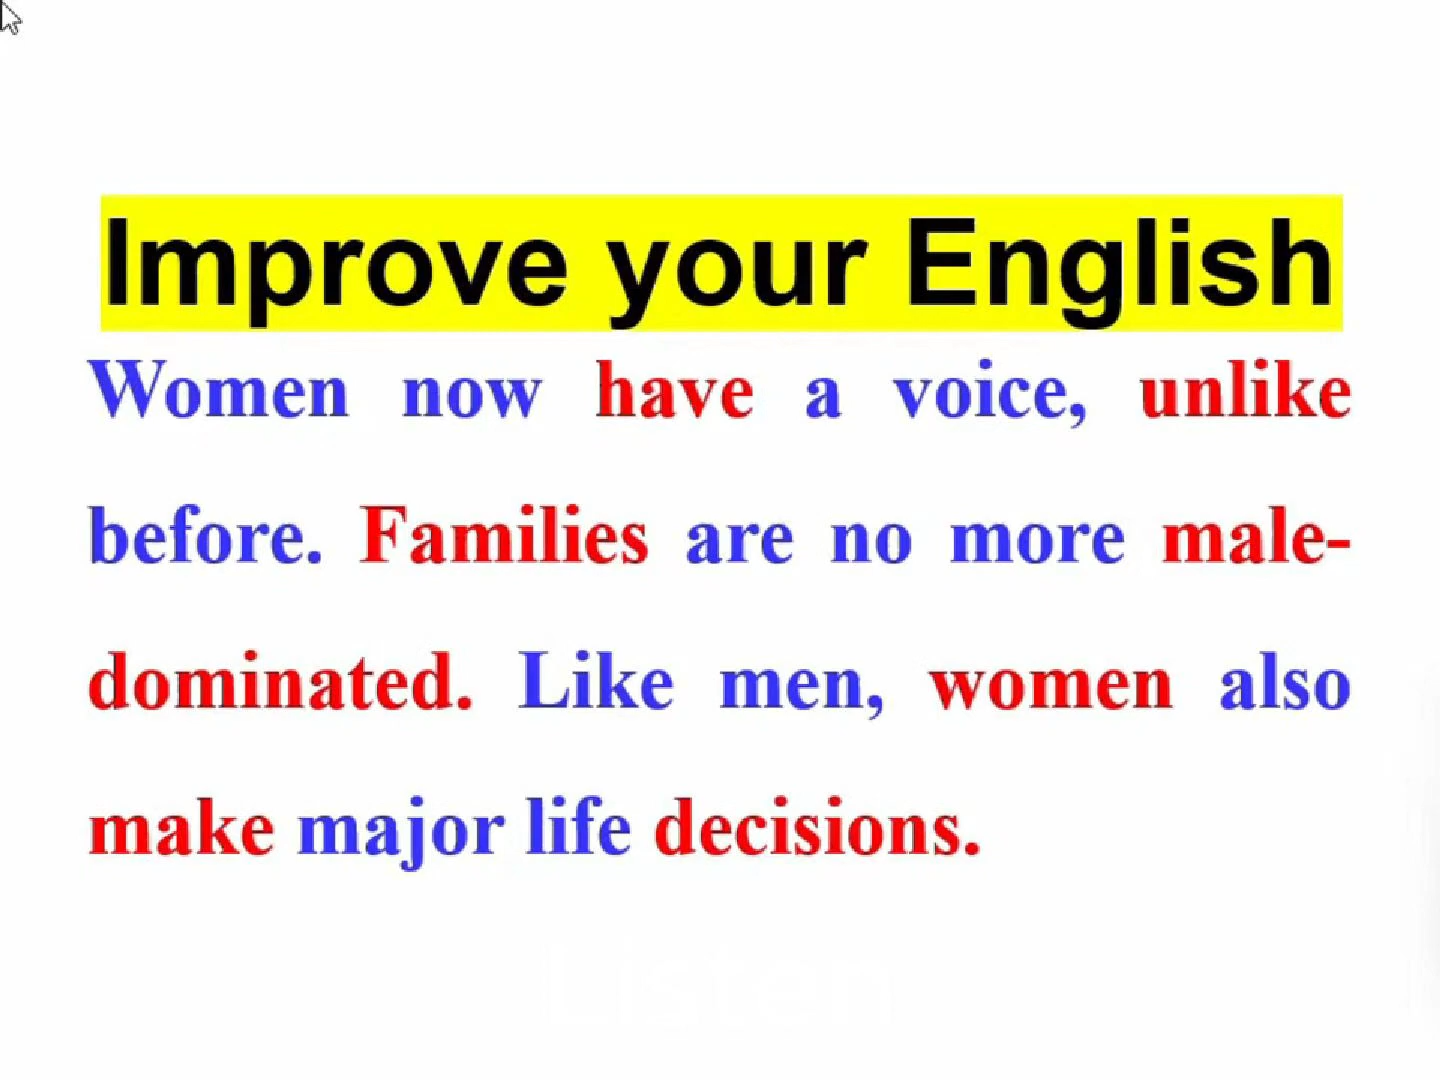 Improve your English
Women now have a voice, unlike
before. Families are no more male-
dominated. Like men, women also
make major life decisions.
Listen